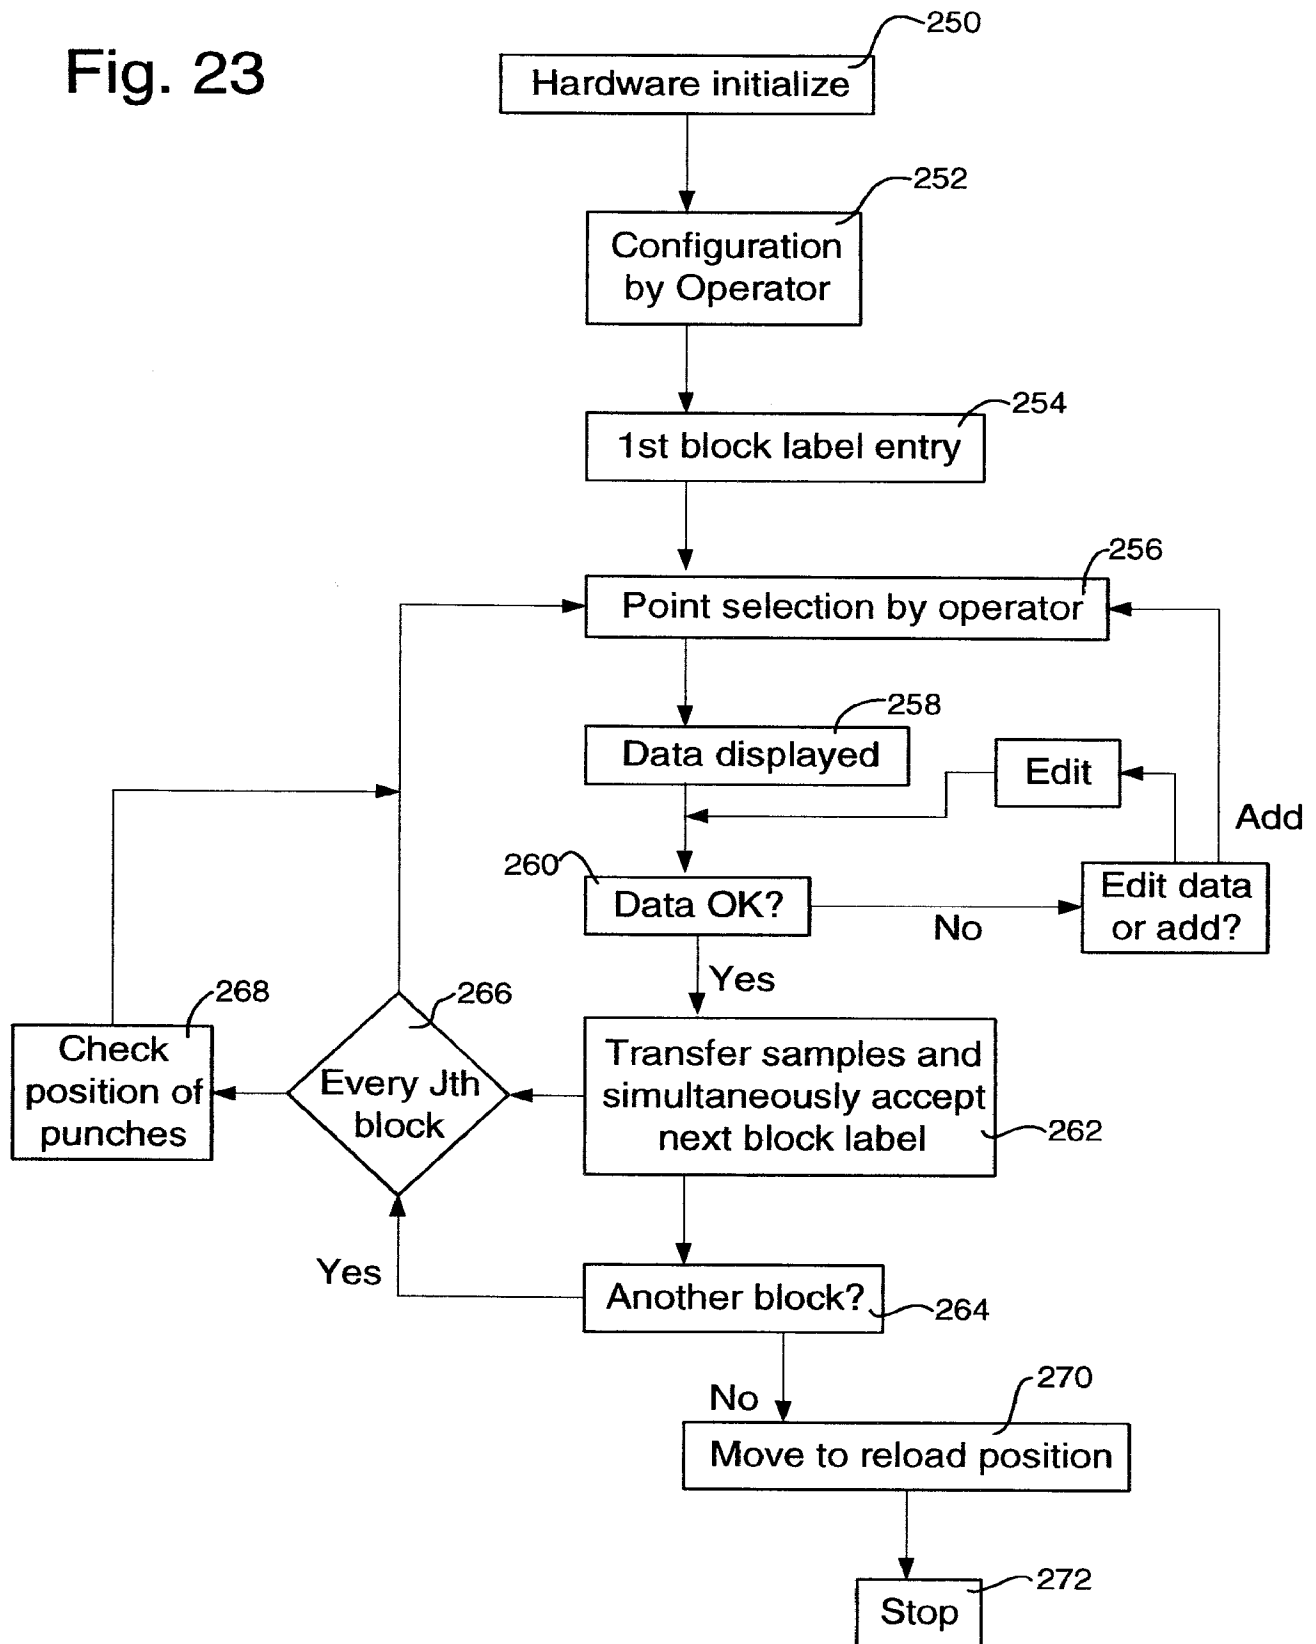 Fig. 23
250
Hardware initialize
252
Configuration
by Operator
254
1st block label entry
256
Point selection by operator
258
Data displayed
Edit
Add
260
Data OK?
No
Edit data
or add?
Yes
268
Check
position of
punches
266
Every Jth
block
Transfer samples and
simultaneously accept
next block label
262
Yes
Another block?
264
No
270
Move to reload position
272
Stop